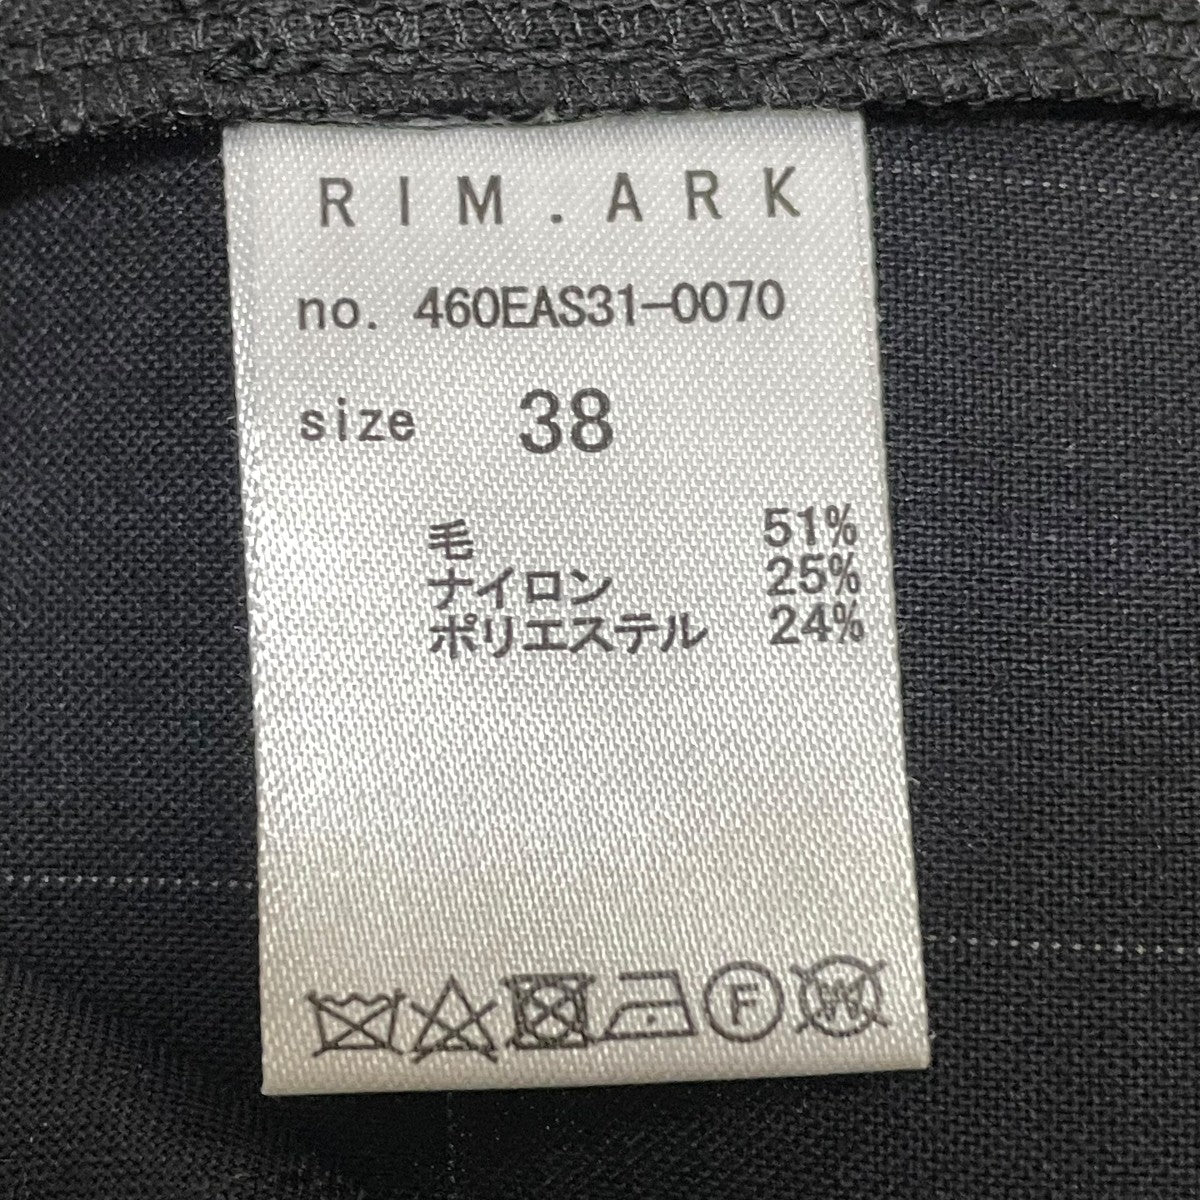 RIM.ARK
no. 460EAS31-0070
size 38
毛 51%
ナイロン 25%
ポリエステル 24%
F W